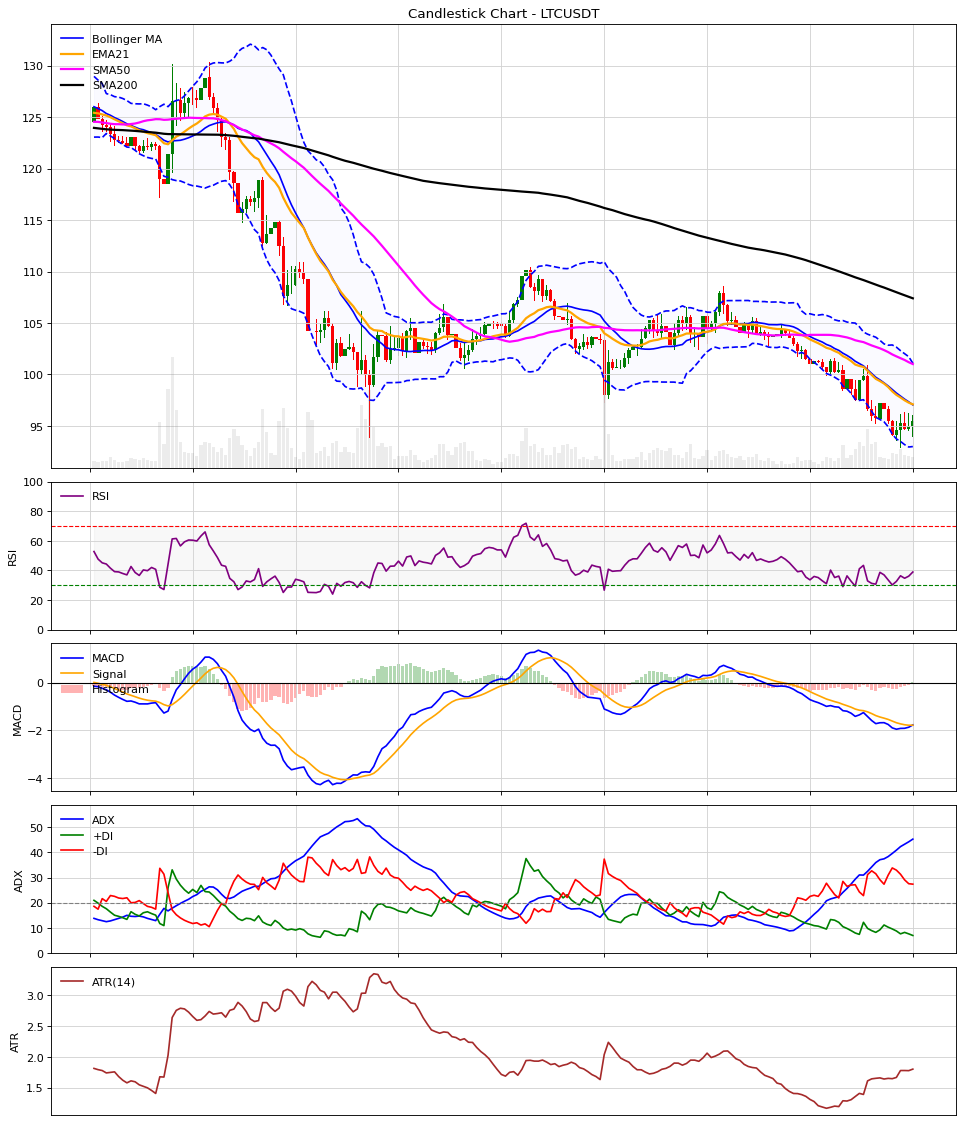 Candlestick Chart - LTCUSDT
Bollinger MA
EMA21
SMA50
SMA200
130
125
120
115
110
105
100
95
RSI
100
80
60
40
20
0
RSI
MACD
Signal
Histogram
0
−2
−4
MACD
ADX
+DI
-DI
50
40
30
20
10
0
ADX
ATR(14)
3.0
2.5
2.0
1.5
ATR